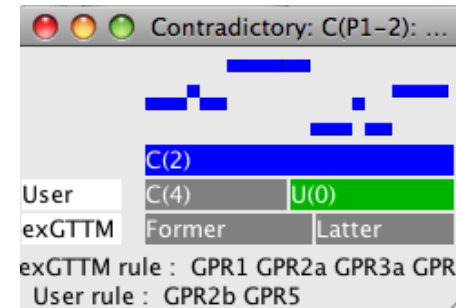 Contradictory: C(P1-2): ...
C(2)
User C(4) U(0)
exGTTM Former Latter
exGTTM rule : GPR1 GPR2a GPR3a GPR
User rule : GPR2b GPR5